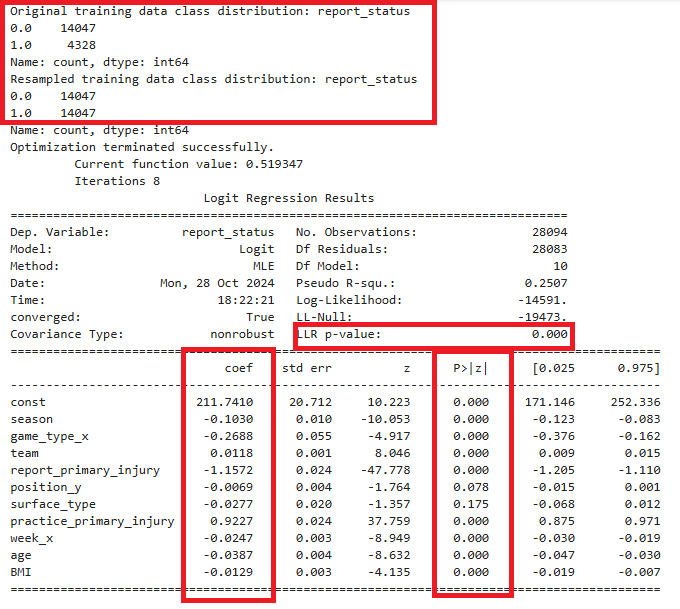 Original training data class distribution: report_status
0.0    14047
1.0     4328
Name: count, dtype: int64
Resampled training data class distribution: report_status
0.0    14047
1.0    14047
Name: count, dtype: int64
Optimization terminated successfully.
         Current function value: 0.519347
         Iterations 8
                           Logit Regression Results
==============================================================================
Dep. Variable:          report_status   No. Observations:                28094
Model:                          Logit   Df Residuals:                    28083
Method:                           MLE   Df Model:                           10
Date:                Mon, 28 Oct 2024   Pseudo R-squ.:                  0.2507
Time:                        18:22:21   Log-Likelihood:                -14591.
converged:                       True   LL-Null:                       -19473.
Covariance Type:            nonrobust   LLR p-value:                     0.000
===========================================================================================
                              coef    std err          z      P>|z|      [0.025      0.975]
-------------------------------------------------------------------------------------------
const                     211.7410     20.712     10.223      0.000     171.146     252.336
season                     -0.1030      0.010    -10.053      0.000      -0.123      -0.083
game_type_x                -0.2688      0.055     -4.917      0.000      -0.376      -0.162
team                        0.0118      0.001      8.046      0.000       0.009       0.015
report_primary_injury      -1.1572      0.024    -47.778      0.000      -1.205      -1.110
position_y                 -0.0069      0.004     -1.764      0.078      -0.015       0.001
surface_type               -0.0277      0.020     -1.357      0.175      -0.068       0.012
practice_primary_injury     0.9227      0.024     37.759      0.000       0.875       0.971
week_x                     -0.0247      0.003     -8.949      0.000      -0.030      -0.019
age                        -0.0387      0.004     -8.632      0.000      -0.047      -0.030
BMI                        -0.0129      0.003     -4.135      0.000      -0.019      -0.007
===========================================================================================